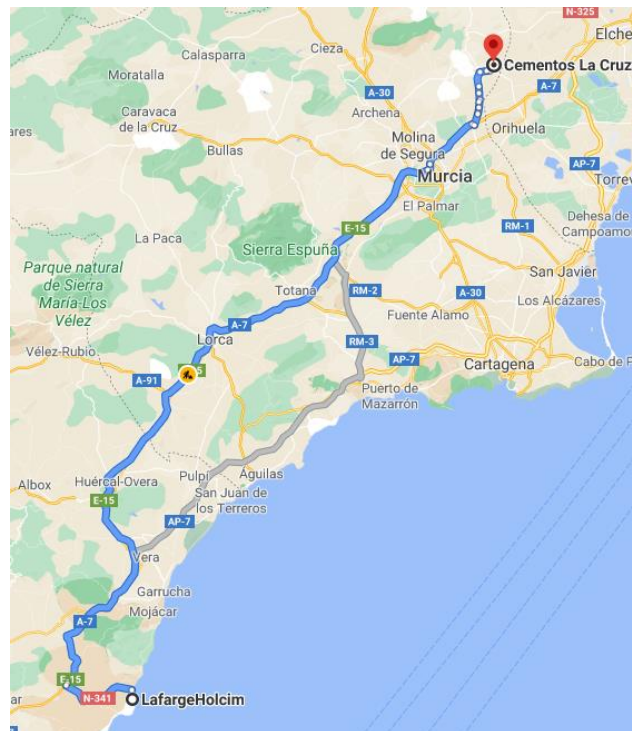 N-325
Elche
Cieza
Calasparra
Cementos La Cruz
Moratalla
A-7
A-30
Archena
Orihuela
Caravaca
de la Cruz
Molina
de Segura
AP-7
Bullas
Murcia
Torrev
El Palmar
E-15
RM-1
Dehesa de
Campoamor
La Paca
Sierra Espuña
Parque natural
de Sierra
María-Los
Vélez
San Javier
Totana
RM-2
A-30
Los Alcázares
Fuente Alamo
A-7
Lorca
RM-3
Vélez-Rubio
AP-7
Cartagena
Cabo de P
A-91
Puerto de
Mazarrón
Huércal-Overa
Pulpí
Águilas
Albox
San Juan de
los Terreros
E-15
AP-7
Vera
Garrucha
Mojácar
A-7
E-15
N-341
LafargeHolcim
ar